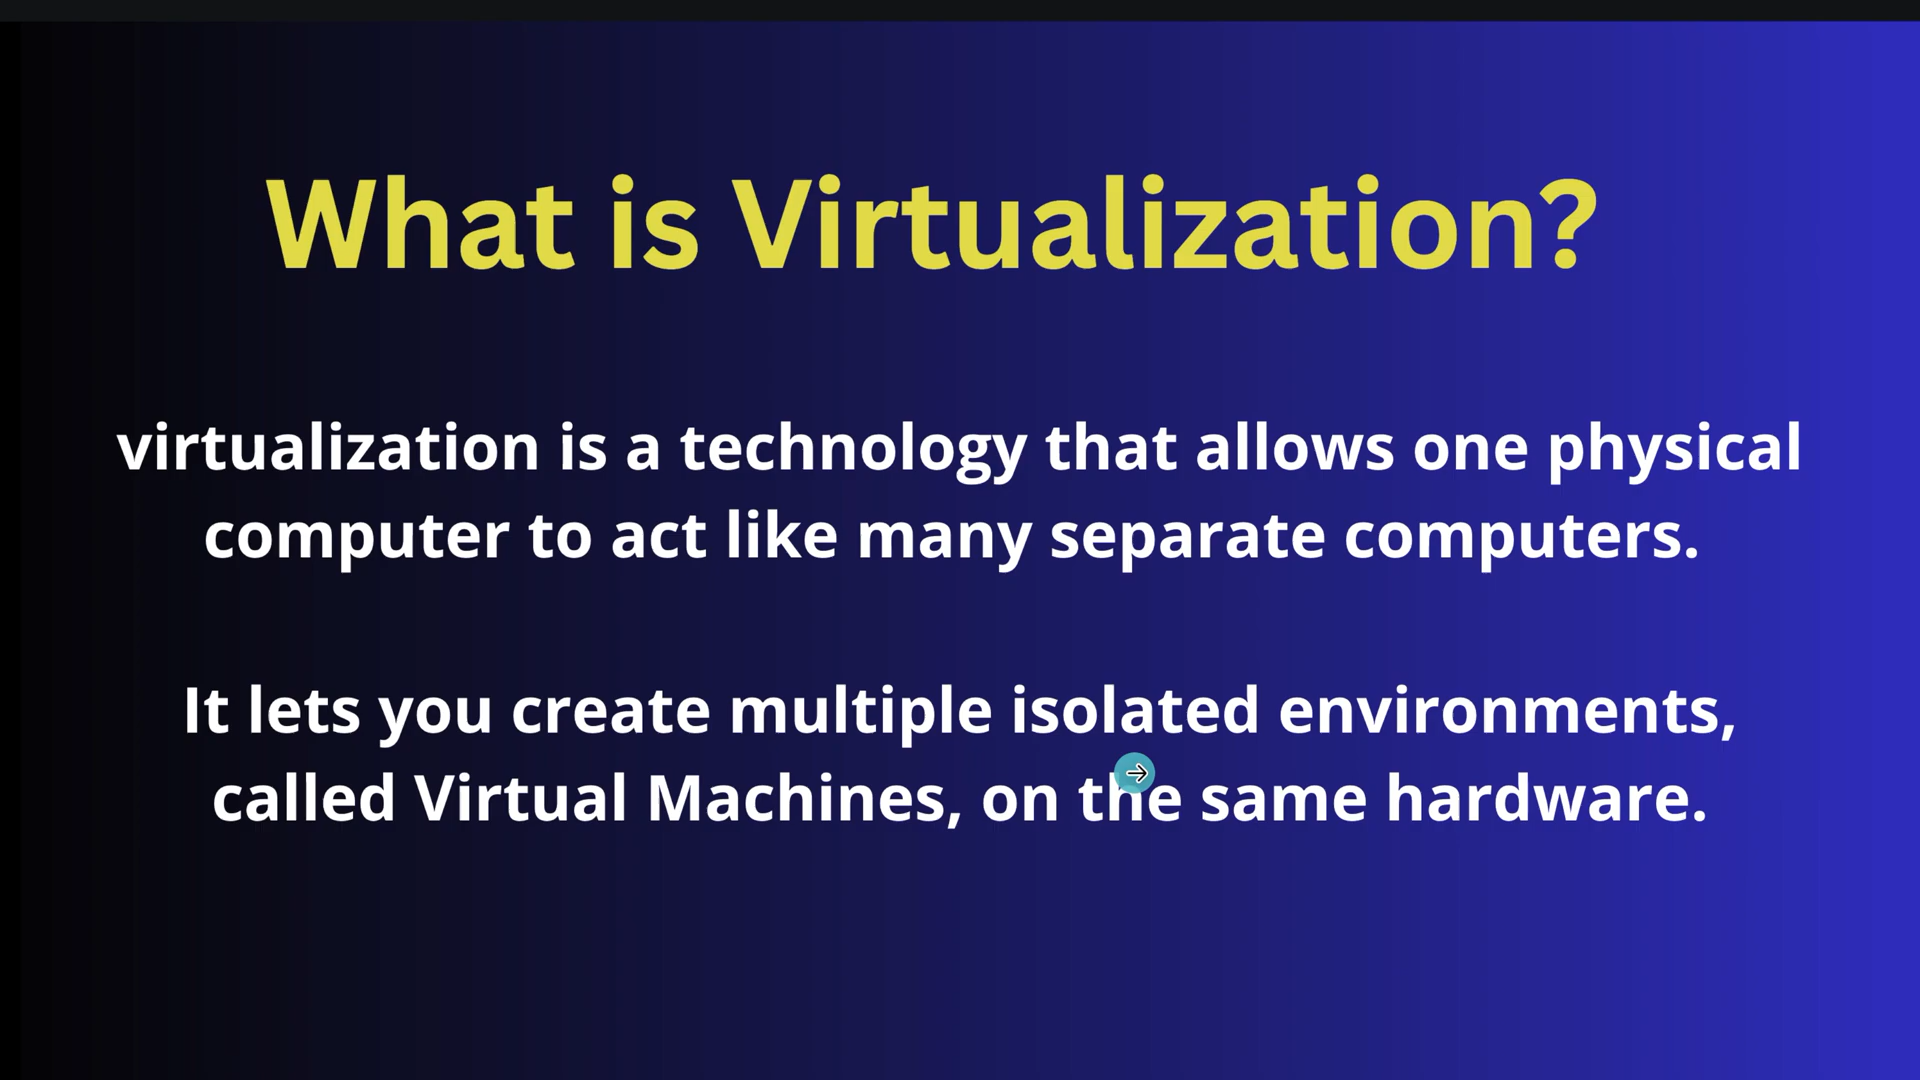 What is Virtualization?
virtualization is a technology that allows one physical
computer to act like many separate computers.
It lets you create multiple isolated environments,
called Virtual Machines, on the same hardware.